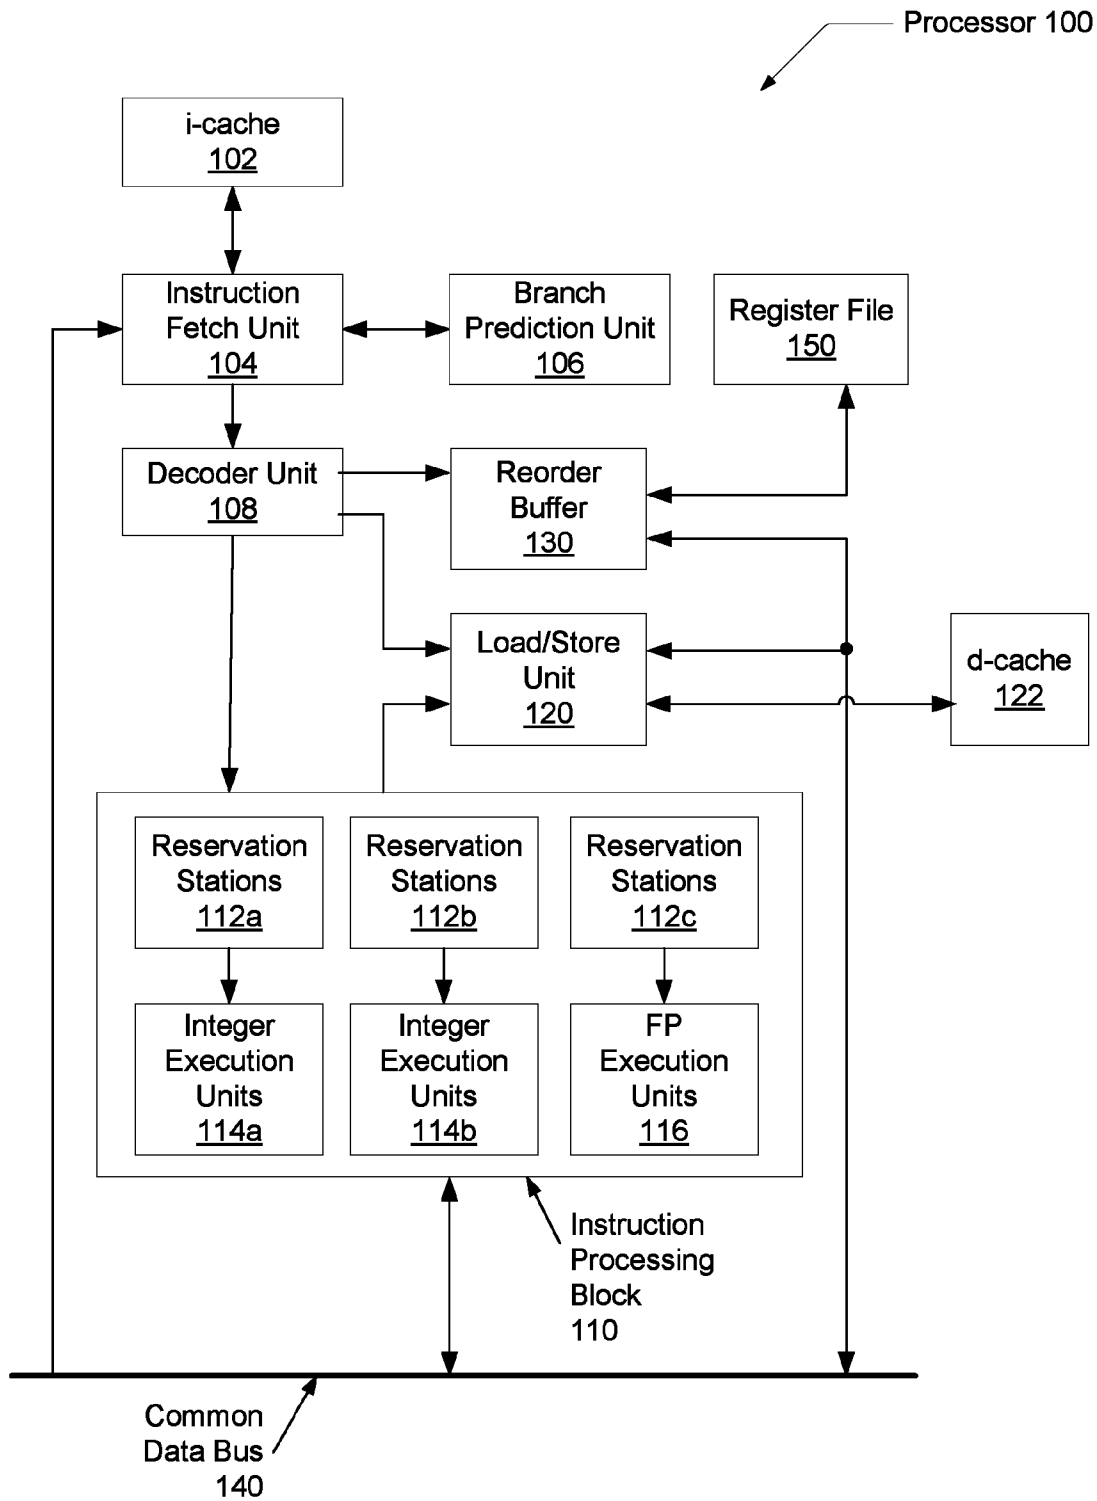 Processor 100
i-cache
102
Instruction
Fetch Unit
104
Branch
Prediction Unit
106
Register File
150
Decoder Unit
108
Reorder
Buffer
130
Load/Store
Unit
120
d-cache
122
Reservation
Stations
112a
Reservation
Stations
112b
Reservation
Stations
112c
Integer
Execution
Units
114a
Integer
Execution
Units
114b
FP
Execution
Units
116
Instruction
Processing
Block
110
Common
Data Bus
140